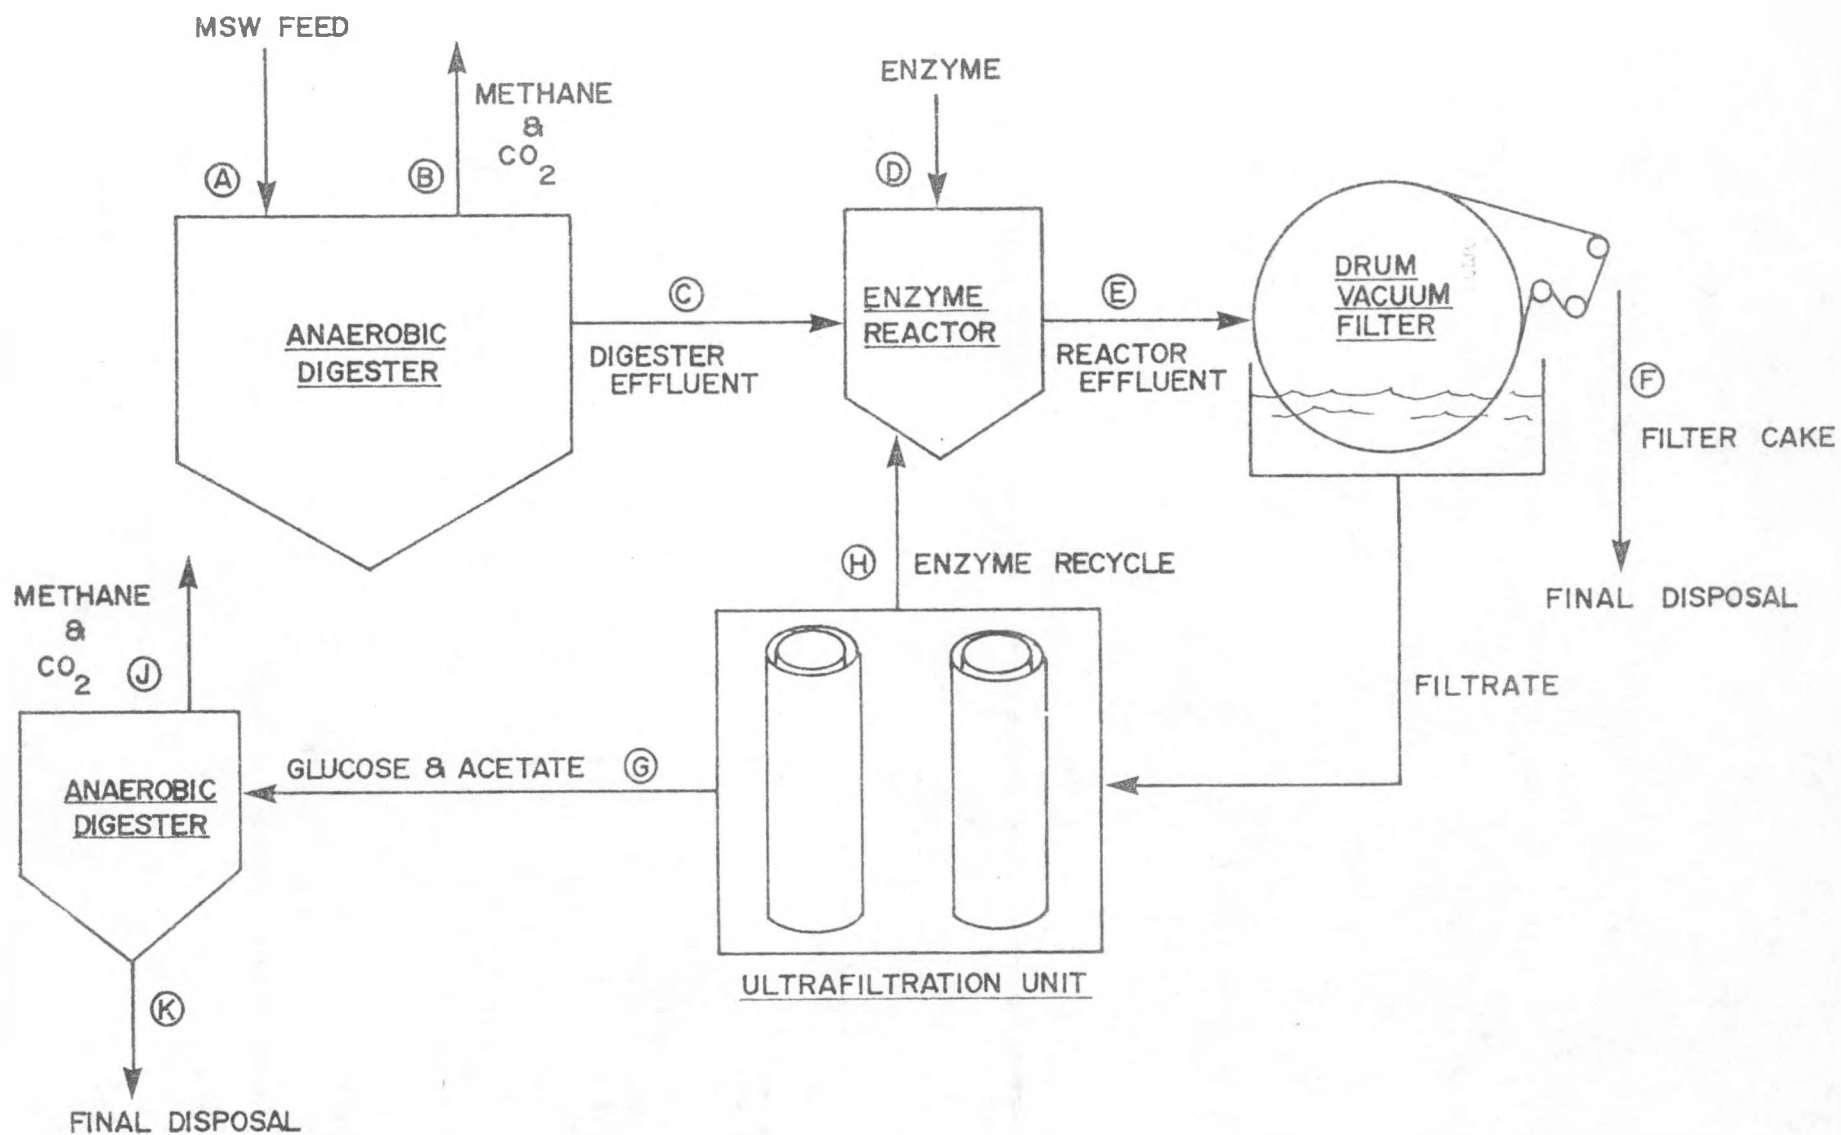 MSW FEED
METHANE
&
CO2
A
B
ENZYME
D
ANAEROBIC
DIGESTER
C
DIGESTER
EFFLUENT
ENZYME
REACTOR
E
REACTOR
EFFLUENT
DRUM
VACUUM
FILTER
F
FILTER CAKE
FINAL DISPOSAL
H
ENZYME RECYCLE
FILTRATE
METHANE
&
CO2
J
ANAEROBIC
DIGESTER
GLUCOSE & ACETATE
G
ULTRAFILTRATION UNIT
K
FINAL DISPOSAL